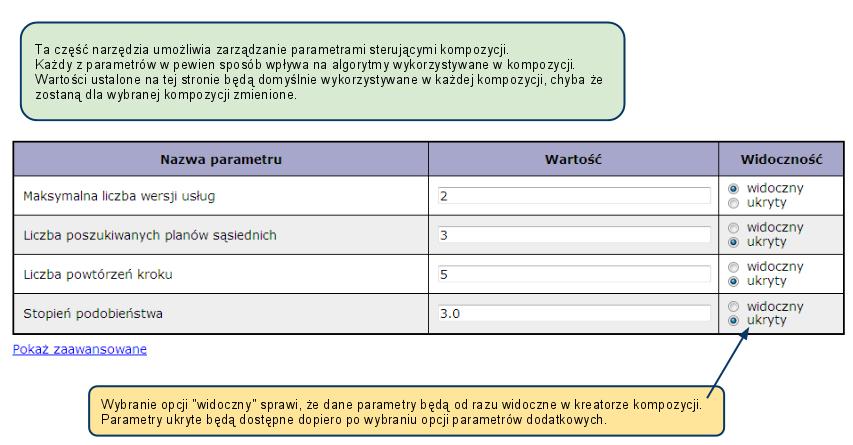 Ta część narzędzia umożliwia zarządzanie parametrami sterującymi kompozycji.
Każdy z parametrów w pewien sposób wpływa na algorytmy wykorzystywane w kompozycji.
Wartości ustalone na tej stronie będą domyślnie wykorzystywane w każdej kompozycji, chyba że
zostaną dla wybranej kompozycji zmienione.
Nazwa parametru Wartość Widoczność
Maksymalna liczba wersji usług 2 widoczny
ukryty
Liczba poszukiwanych planów sąsiednich 3 widoczny
ukryty
Liczba powtórzeń kroku 5 widoczny
ukryty
Stopień podobieństwa 3.0 widoczny
ukryty
Pokaż zaawansowane
Wybranie opcji "widoczny" sprawi, że dane parametry będą od razu widoczne w kreatorze kompozycji.
Parametry ukryte będą dostępne dopiero po wybraniu opcji parametrów dodatkowych.